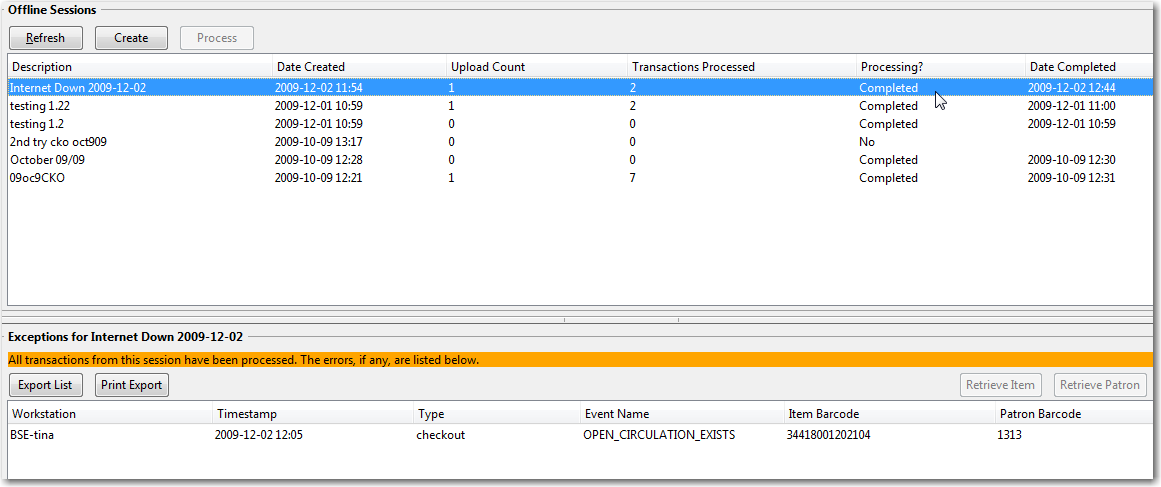 Offline Sessions
Refresh Create Process
Description Date Created Upload Count Transactions Processed Processing? Date Completed
Internet Down 2009-12-02 2009-12-02 11:54 1 2 Completed 2009-12-02 12:44
testing 1.22 2009-12-01 10:59 1 2 Completed 2009-12-01 11:00
testing 1.2 2009-12-01 10:59 0 0 Completed 2009-12-01 10:59
2nd try cko oct909 2009-10-09 13:17 0 0 No
October 09/09 2009-10-09 12:28 0 0 Completed 2009-10-09 12:30
09oc9CKO 2009-10-09 12:21 1 7 Completed 2009-10-09 12:31
Exceptions for Internet Down 2009-12-02
All transactions from this session have been processed. The errors, if any, are listed below.
Export List Print Export Retrieve Item Retrieve Patron
Workstation Timestamp Type Event Name Item Barcode Patron Barcode
BSE-tina 2009-12-02 12:05 checkout OPEN_CIRCULATION_EXISTS 34418001202104 1313